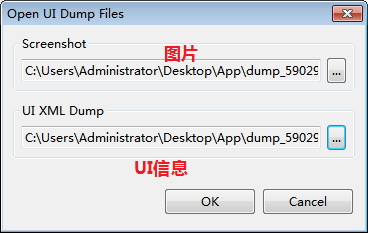 Open UI Dump Files
Screenshot
图片
C:\Users\Administrator\Desktop\App\dump_59029
...
UI XML Dump
C:\Users\Administrator\Desktop\App\dump_59029
...
UI信息
OK
Cancel